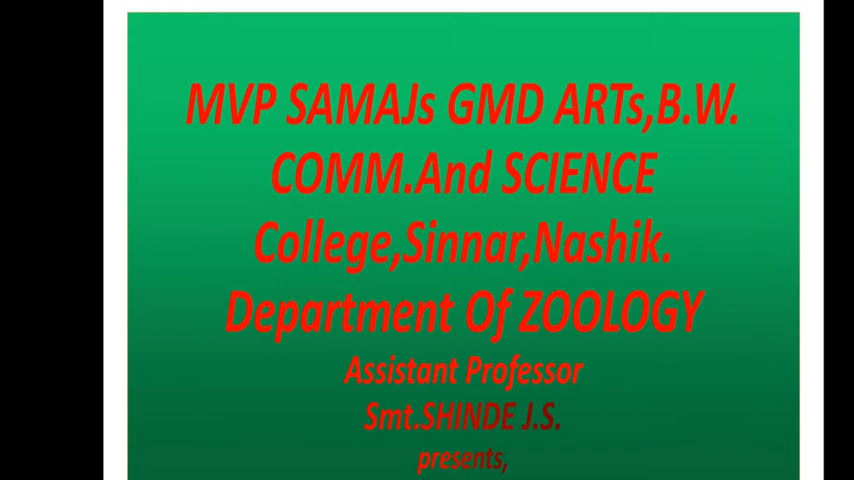 MVP SAMAJs GMD ARTs,B.W.
COMM.And SCIENCE
College,Sinnar,Nashik.
Department Of ZOOLOGY
Assistant Professor
Smt.SHINDE J.S.
presents,